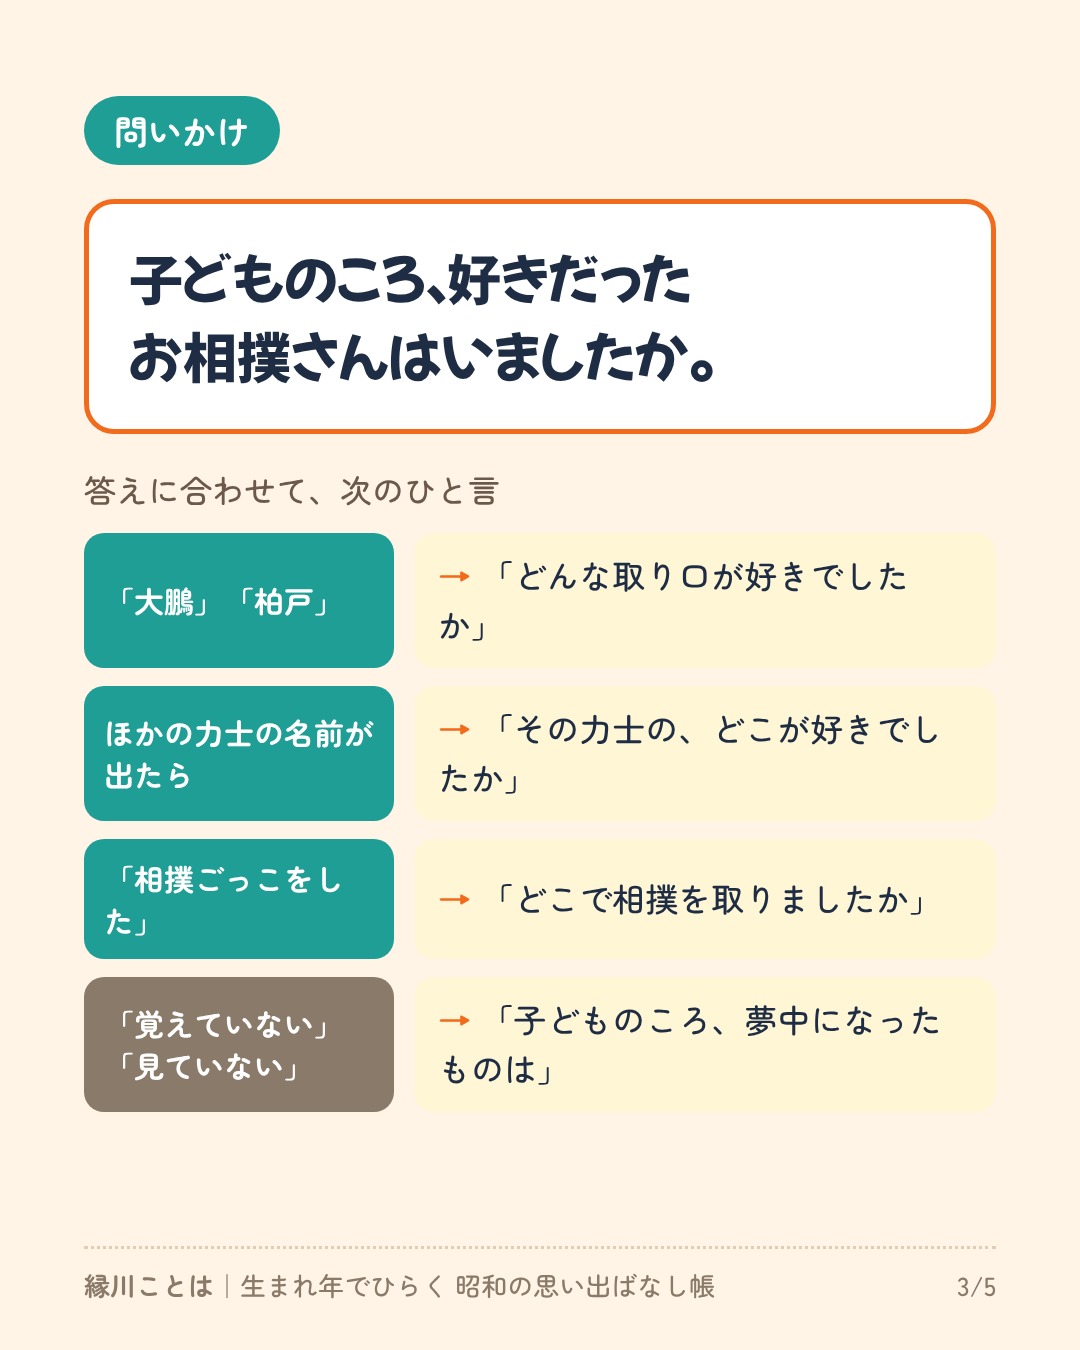 問いかけ
子どものころ、好きだった
お相撲さんはいましたか。
答えに合わせて、次のひと言
「大鵬」「柏戸」
→「どんな取り口が好きでした
か」
ほかの力士の名前が
出たら
→「その力士の、どこが好きでし
たか」
「相撲ごっこをし
た」
→「どこで相撲を取りましたか」
「覚えていない」
「見ていない」
→「子どものころ、夢中になった
ものは」
縁川ことは｜生まれ年でひらく 昭和の思い出ばなし帳
3/5